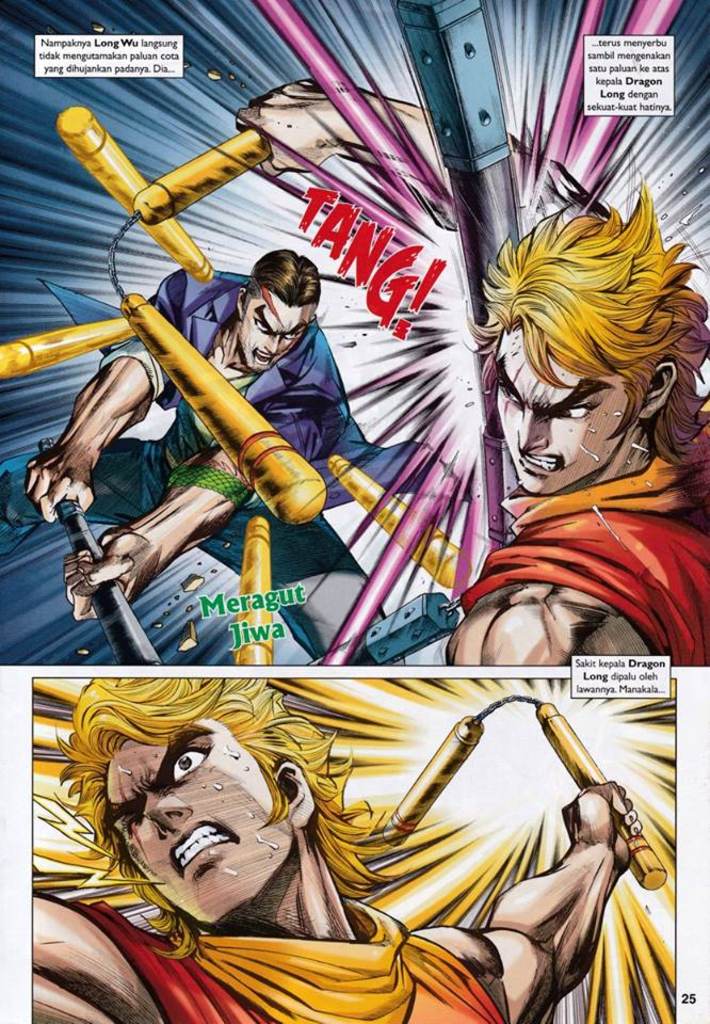 Nampaknya Long Wu langsung
tidak mengutamakan paluan cota
yang dihujankan padanya. Dia...
...terus menyerbu
sambil mengenakan
satu paluan ke atas
kepala Dragon
Long dengan
sekuat-kuat hatinya.
TANG!
Meragut
Jiwa
Sakit kepala Dragon
Long dipalu oleh
lawannya. Manakala...
25